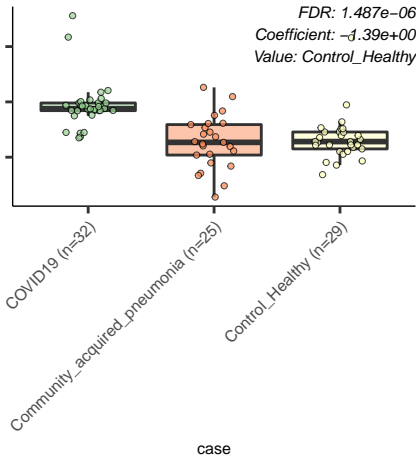 FDR: 1.487e−06
Coefficient: −1.39e+00
Value: Control_Healthy
COVID19 (n=32)
Community_acquired_pneumonia (n=25)
Control_Healthy (n=29)
case